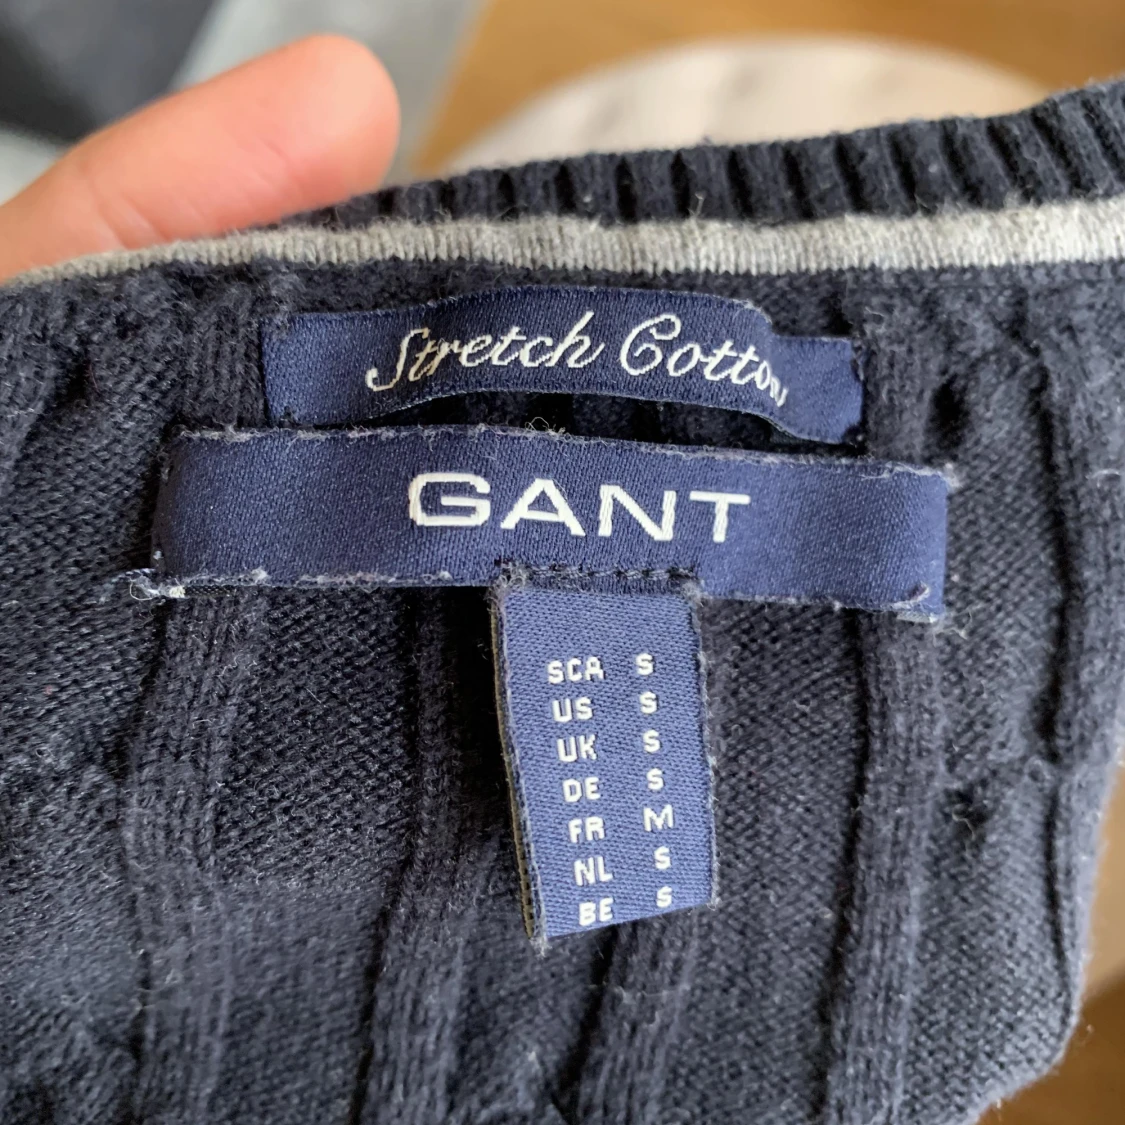 Stretch Cotton
GANT
SCA S
US S
UK S
DE S
FR M
NL S
BE S